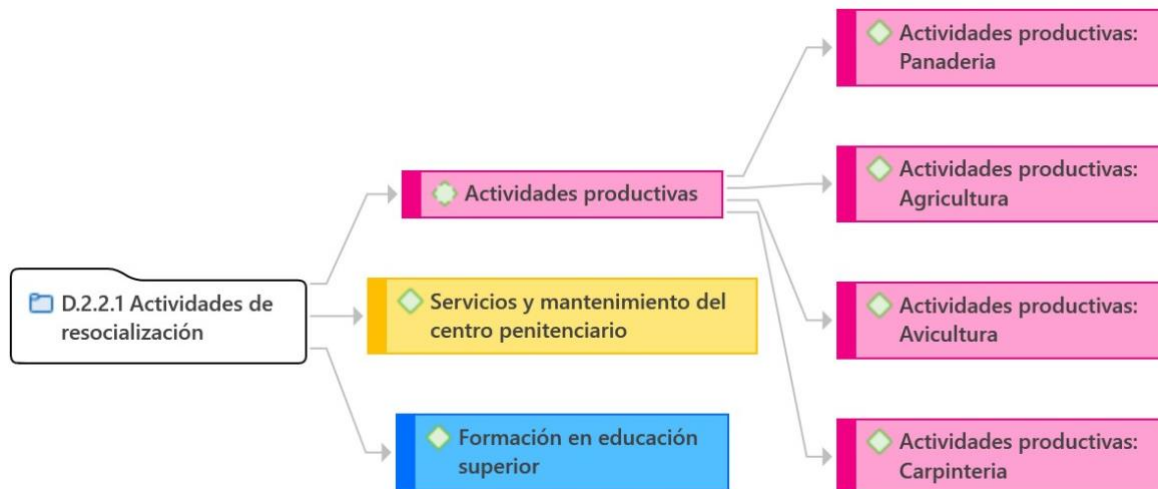 Actividades productivas:
Panaderia
Actividades productivas:
Agricultura
Actividades productivas
D.2.2.1 Actividades de
resocialización
Servicios y mantenimiento del
centro penitenciario
Actividades productivas:
Avicultura
Formación en educación
superior
Actividades productivas:
Carpinteria